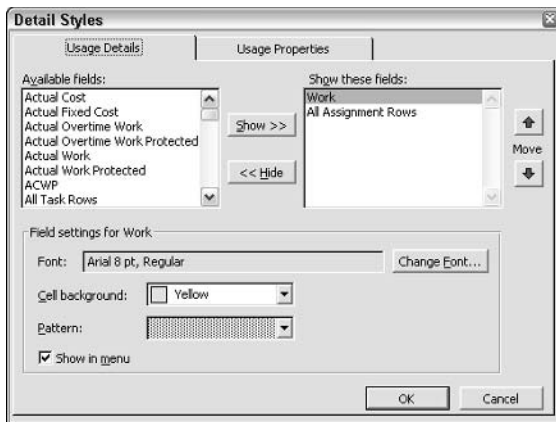 Detail Styles
Usage Details
Usage Properties
Available fields:
Actual Cost
Actual Fixed Cost
Actual Overtime Work
Actual Overtime Work Protected
Actual Work
Actual Work Protected
ACWP
All Task Rows
Show >>
<< Hide
Show these fields:
Work
All Assignment Rows
Move
Field settings for Work
Font: Arial 8 pt, Regular
Change Font...
Cell background: Yellow
Pattern:
Show in menu
OK
Cancel